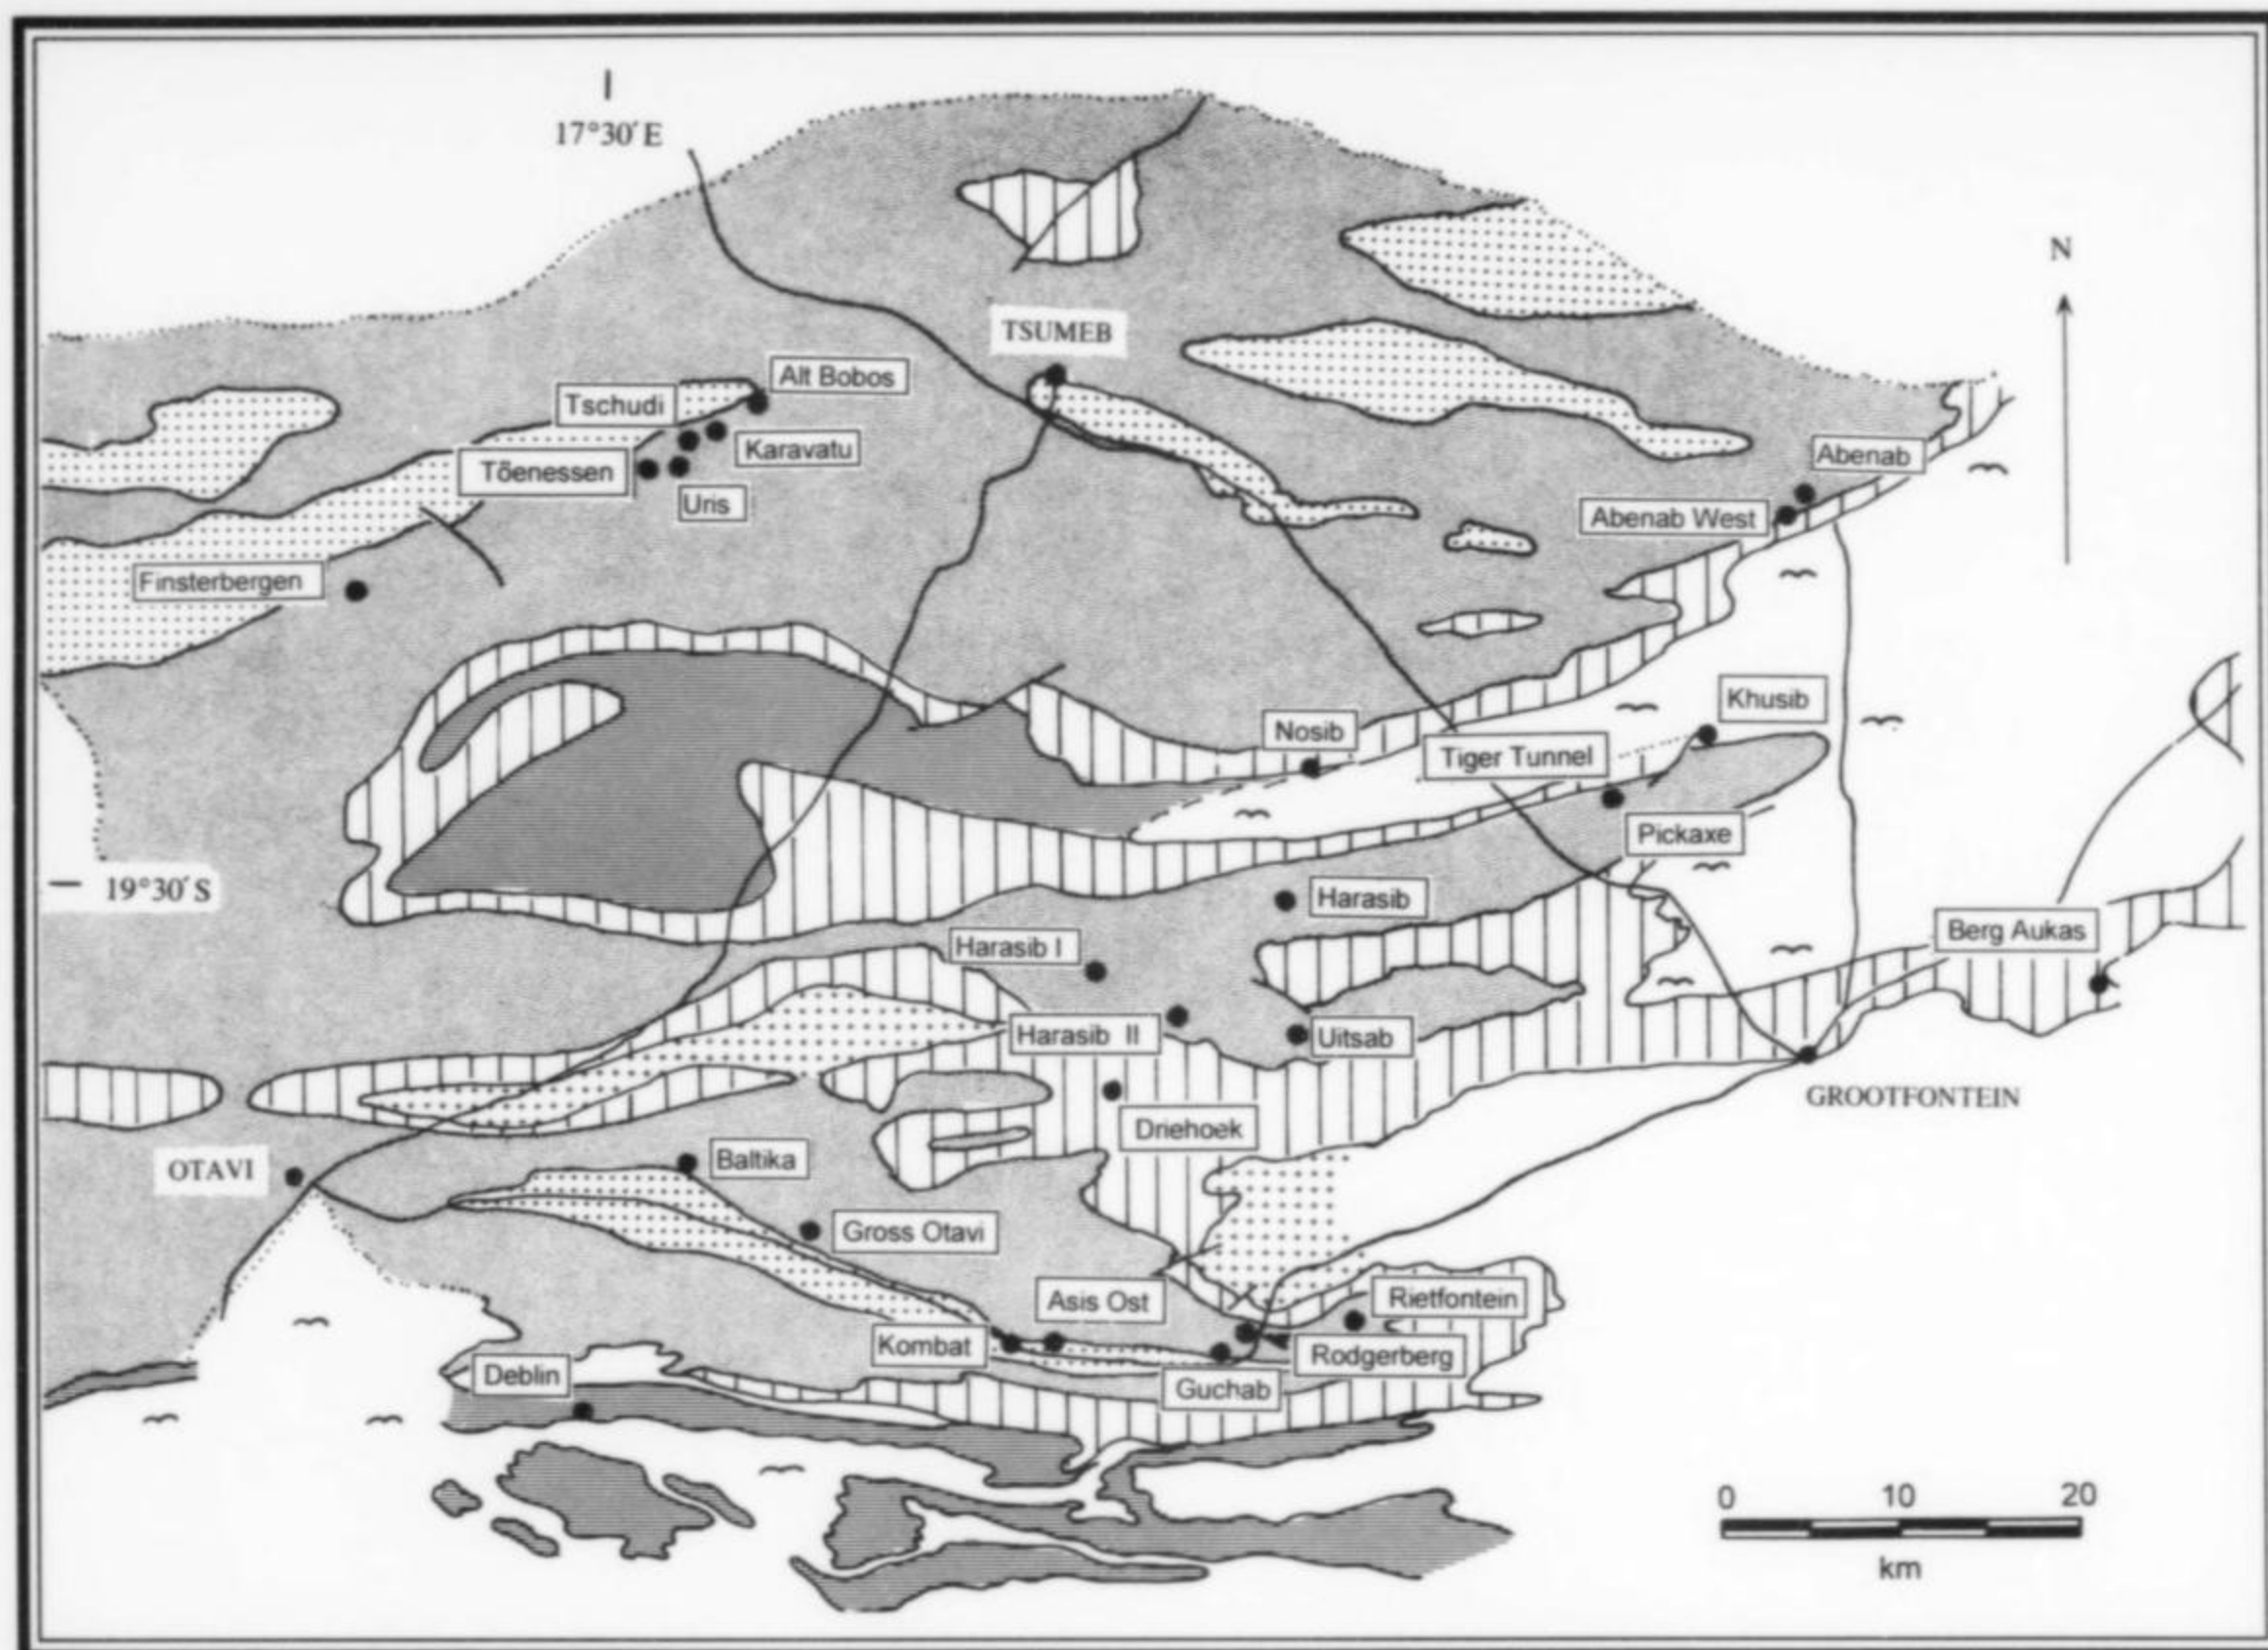 17°30′E
N
TSUMEB
Alt Bobos
Tschudi
Karavatu
Abenab
Tõenessen
Uris
Abenab West
Finsterbergen
Khusib
Nosib
Tiger Tunnel
Pickaxe
19°30′S
Harasib
Berg Aukas
Harasib I
Harasib II
Uitsab
GROOTFONTEIN
Driehoek
OTAVI
Baltika
Gross Otavi
Asis Ost
Rietfontein
Kombat
Rodgerberg
Deblin
Guchab
0 10 20
km